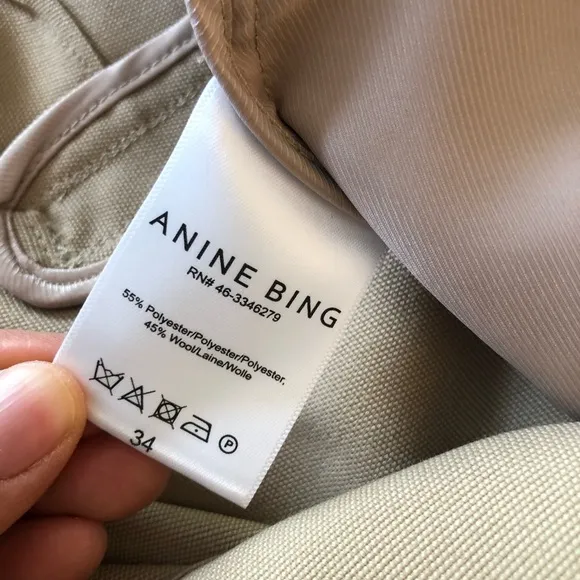 ANINE BING
RN# 46-3346279
55% Polyester/Polyester/Polyester,
45% Wool/Laine/Wolle
P
34